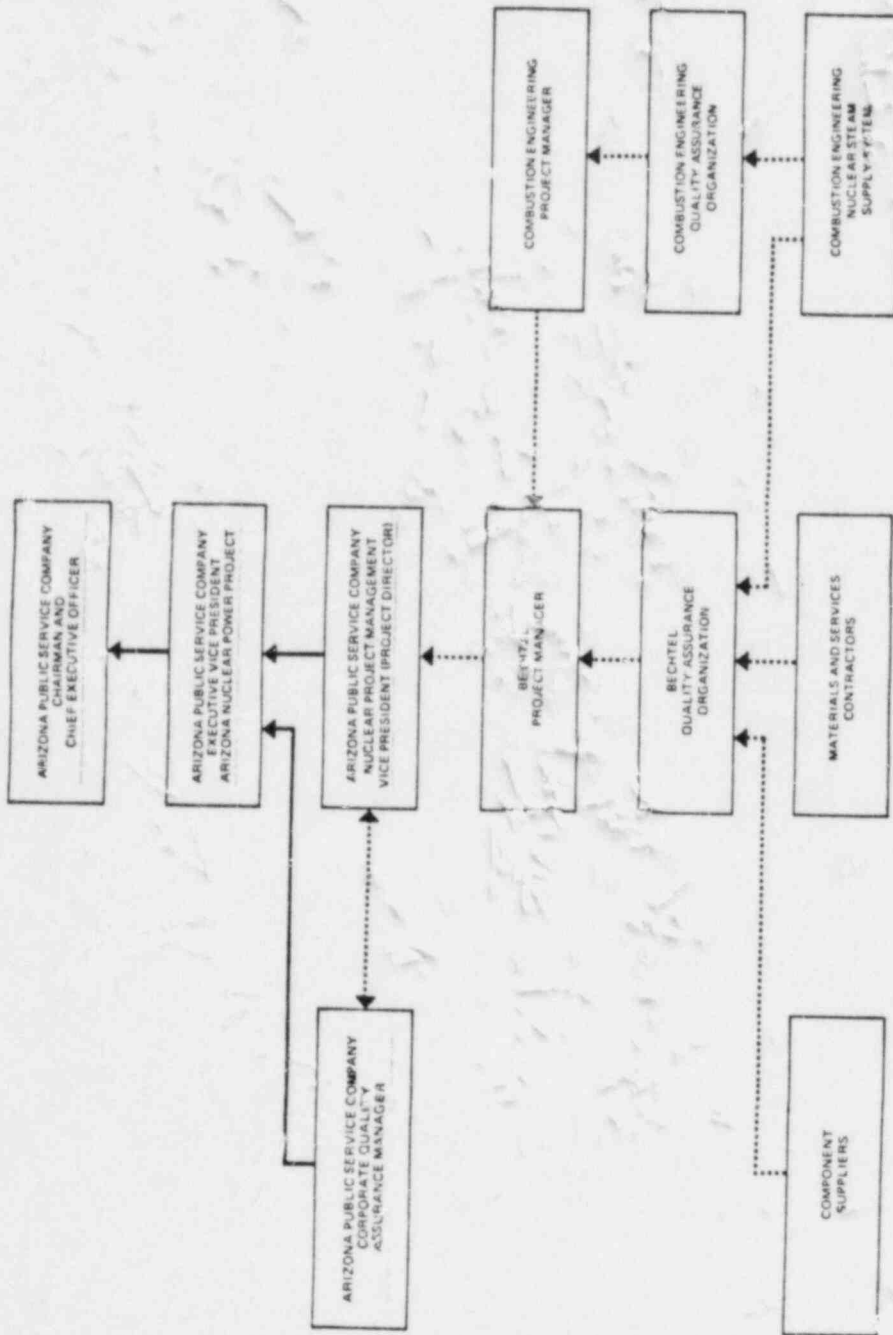 ARIZONA PUBLIC SERVICE COMPANY
CHAIRMAN AND
CHIEF EXECUTIVE OFFICER
ARIZONA PUBLIC SERVICE COMPANY
EXECUTIVE VICE PRESIDENT
ARIZONA NUCLEAR POWER PROJECT
ARIZONA PUBLIC SERVICE COMPANY
CORPORATE QUALITY
ASSURANCE MANAGER
ARIZONA PUBLIC SERVICE COMPANY
NUCLEAR PROJECT MANAGEMENT
VICE PRESIDENT (PROJECT DIRECTOR)
BECHTEL
PROJECT MANAGER
COMBUSTION ENGINEERING
PROJECT MANAGER
BECHTEL
QUALITY ASSURANCE
ORGANIZATION
COMBUSTION ENGINEERING
QUALITY ASSURANCE
ORGANIZATION
COMPONENT
SUPPLIERS
MATERIALS AND SERVICES
CONTRACTORS
COMBUSTION ENGINEERING
NUCLEAR STEAM
SUPPLY SYSTEM